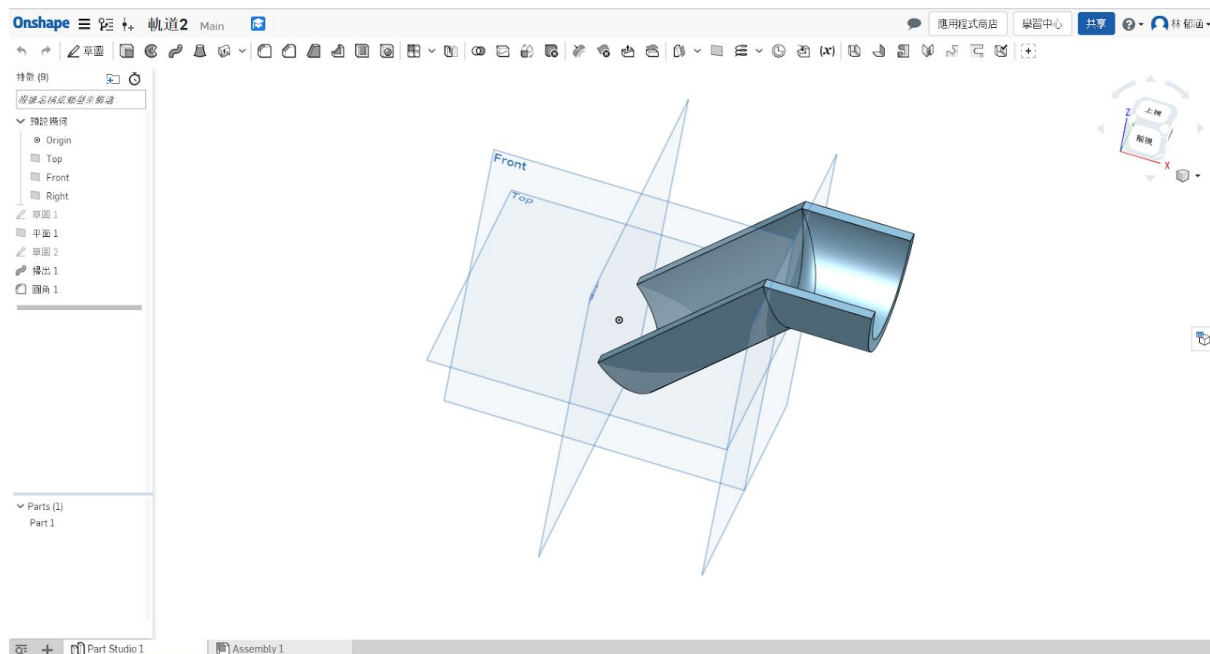 Onshape 軌道2 Main 應用程式商店 學習中心 共享 林郁涵
草圖 (x)
特徵 (9)
根據名稱或類型來篩選
預設幾何
Origin
Top
Front
Right
草圖 1
平面 1
草圖 2
掃出 1
圓角 1
Front
Top
Z 上視
前視
X
Parts (1)
Part 1
Part Studio 1 Assembly 1